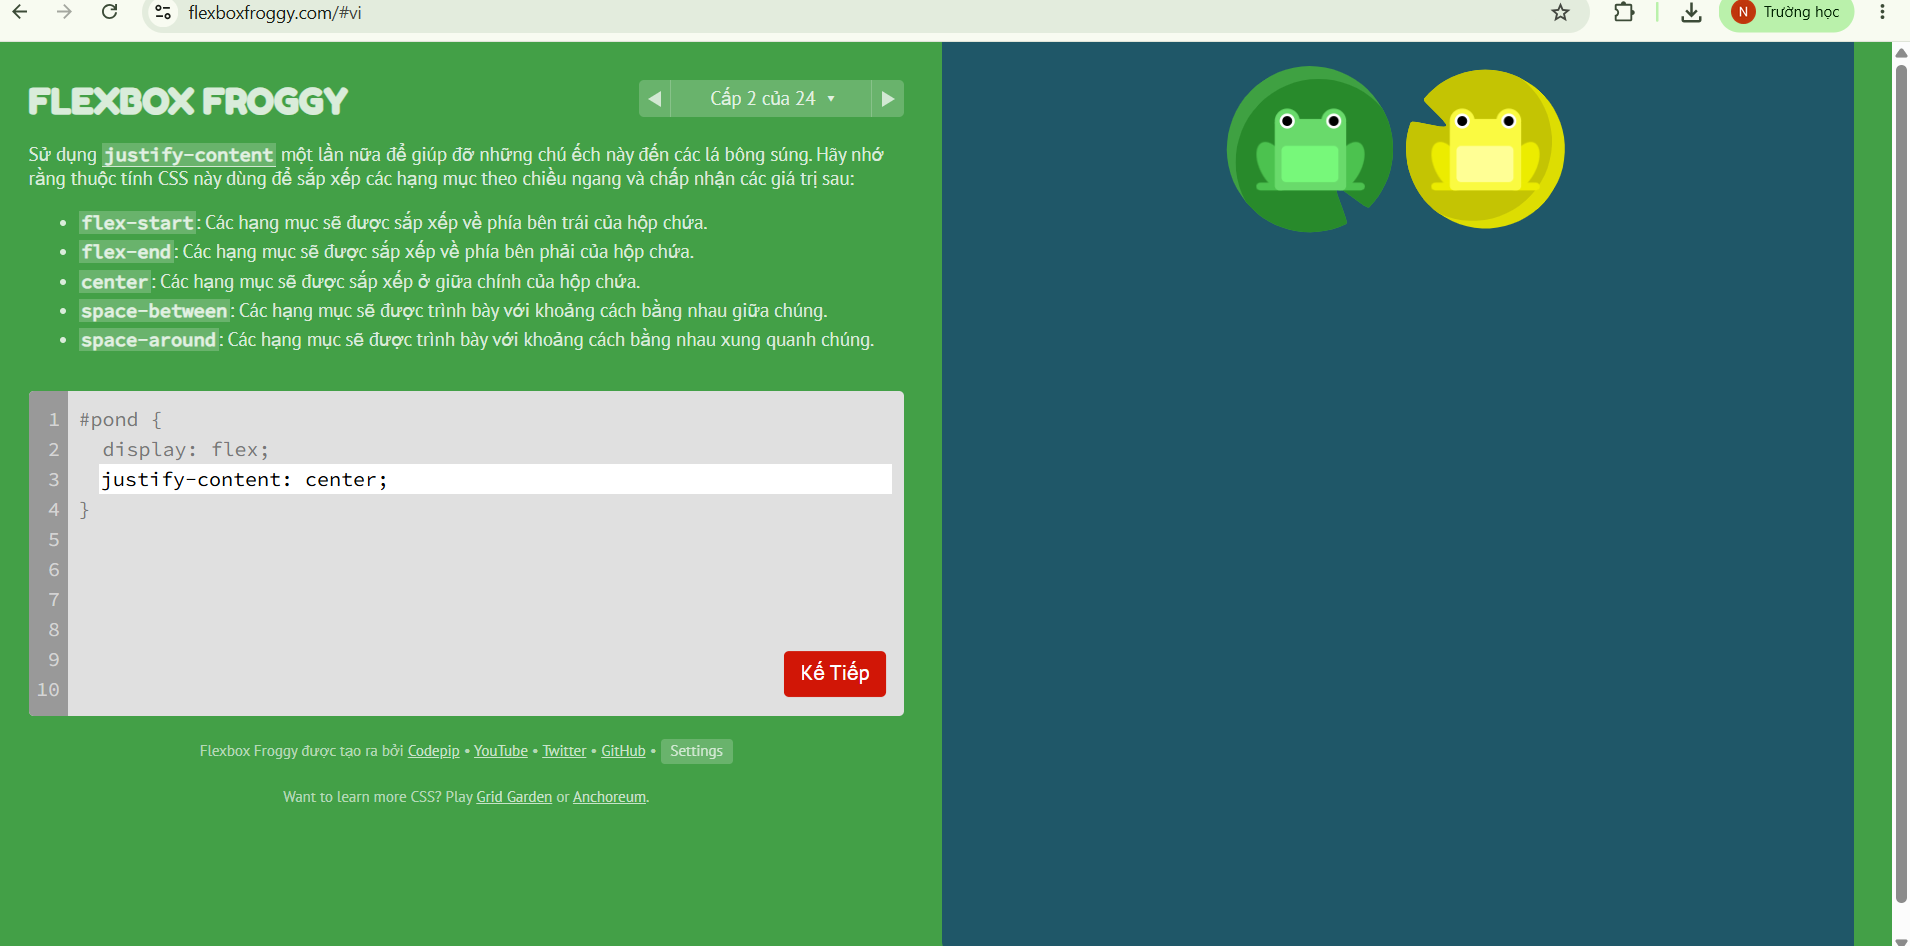 flexboxfroggy.com/#vi
N
Trường học
FLEXBOX FROGGY
Cấp 2 của 24
Sử dụng justify-content một lần nữa để giúp đỡ những chú ếch này đến các lá bông súng. Hãy nhớ
rằng thuộc tính CSS này dùng để sắp xếp các hạng mục theo chiều ngang và chấp nhận các giá trị sau:
• flex-start: Các hạng mục sẽ được sắp xếp về phía bên trái của hộp chứa.
• flex-end: Các hạng mục sẽ được sắp xếp về phía bên phải của hộp chứa.
• center: Các hạng mục sẽ được sắp xếp ở giữa chính của hộp chứa.
• space-between: Các hạng mục sẽ được trình bày với khoảng cách bằng nhau giữa chúng.
• space-around: Các hạng mục sẽ được trình bày với khoảng cách bằng nhau xung quanh chúng.
1 #pond {
2 display: flex;
3 justify-content: center;
4 }
5
6
7
8
9
10
Kế Tiếp
Flexbox Froggy được tạo ra bởi Codepip • YouTube • Twitter • GitHub • Settings
Want to learn more CSS? Play Grid Garden or Anchoreum.